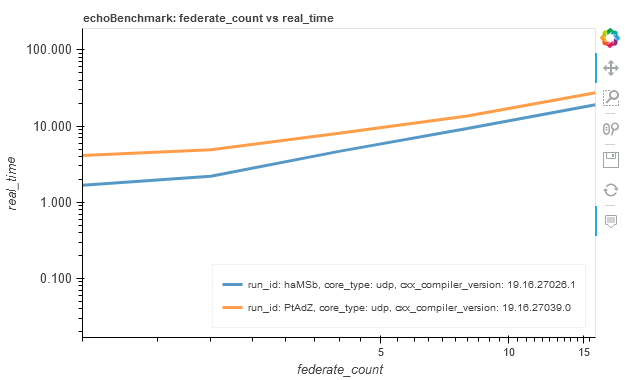 echoBenchmark: federate_count vs real_time
100.000
10.000
1.000
0.100
real_time
run_id: haMSb, core_type: udp, cxx_compiler_version: 19.16.27026.1
run_id: PtAdZ, core_type: udp, cxx_compiler_version: 19.16.27039.0
5
10
15
federate_count